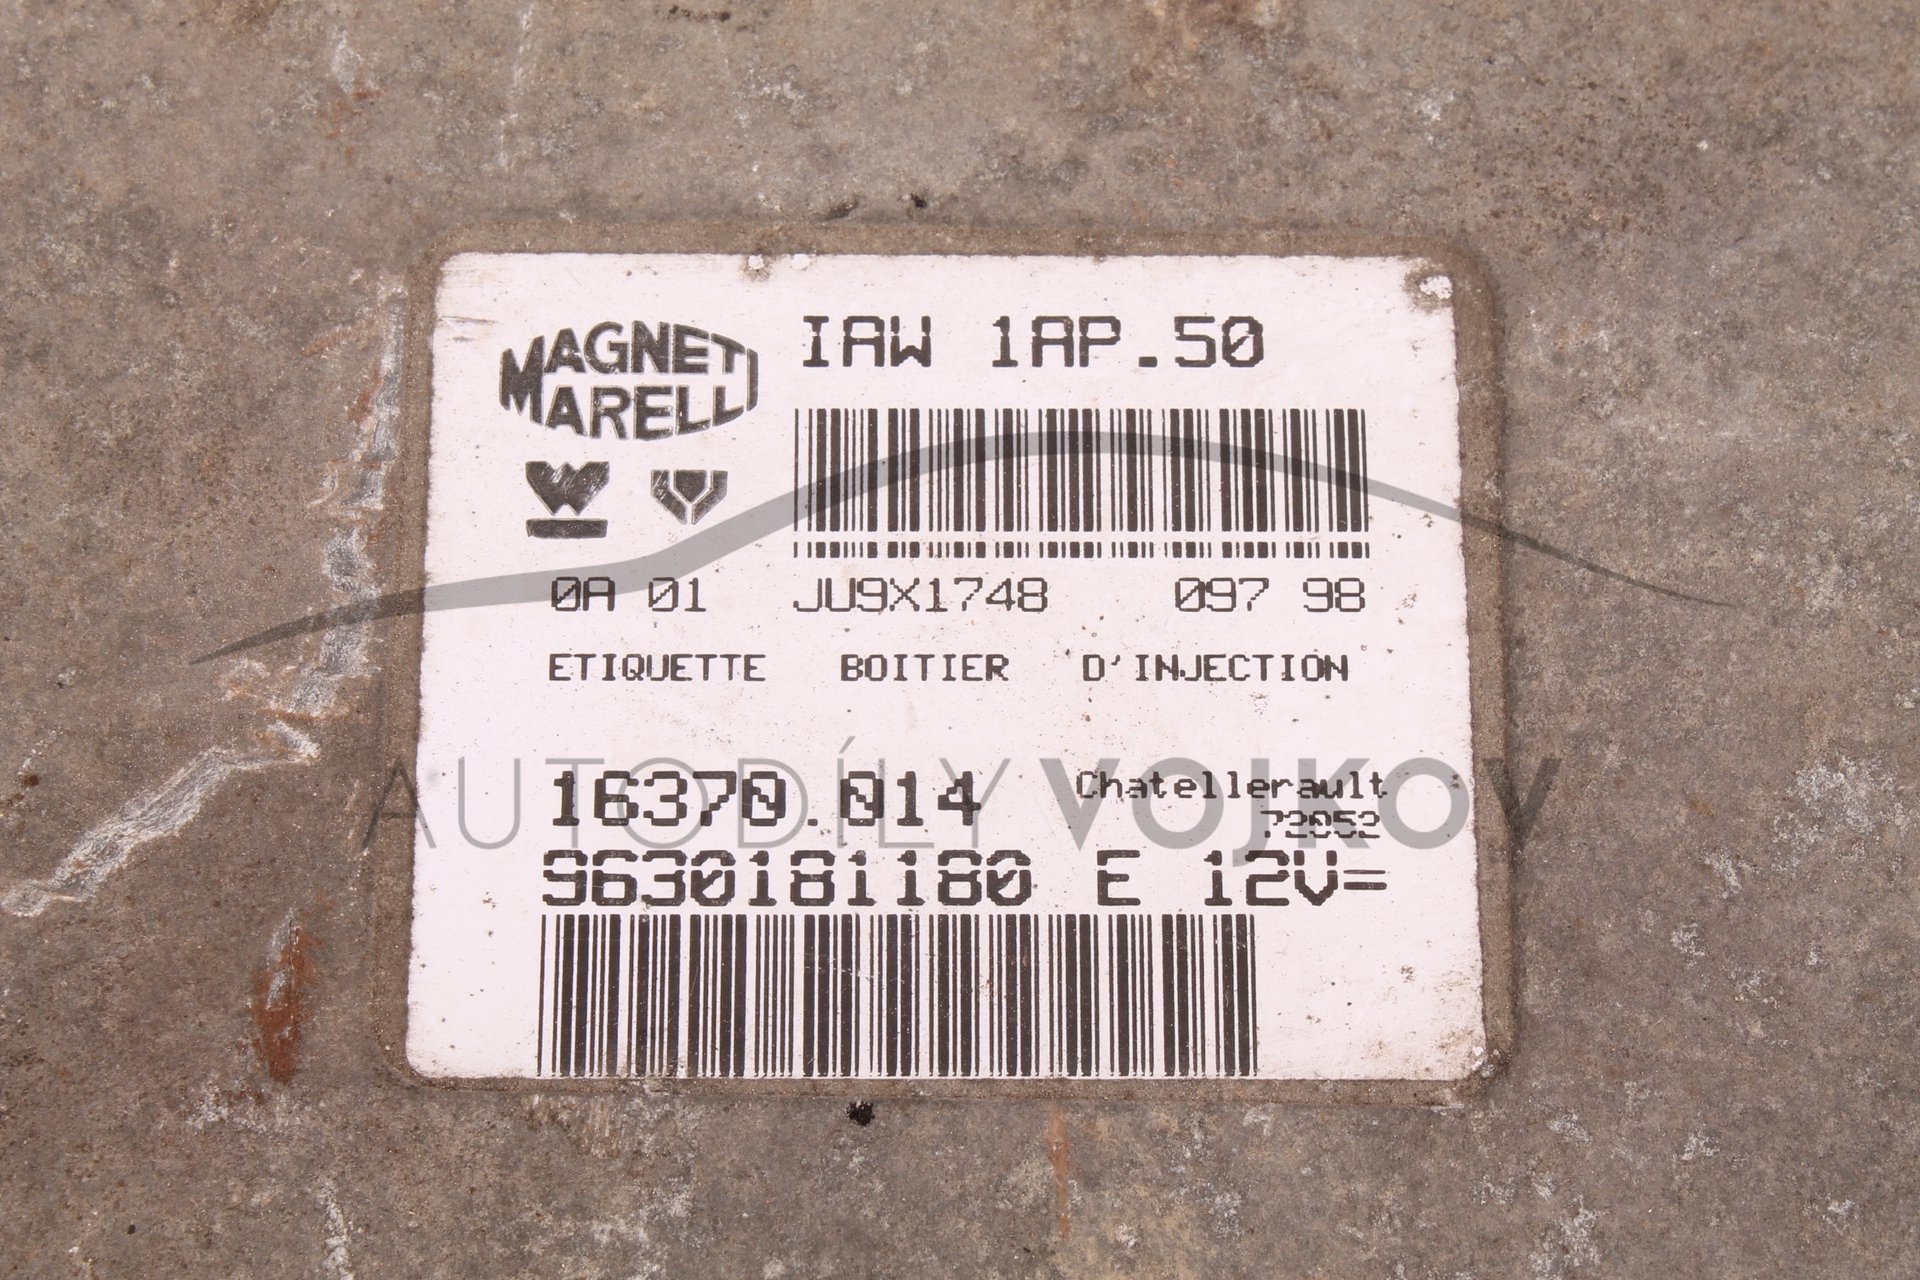 MAGNETI
MARELLI
IAW 1AP.50
0A 01 JU9X1748 097 98
ETIQUETTE BOITIER D'INJECTION
AUTODÍLY VOJKOV
16370.014 Chatellerault
72052
9630181180 E 12V=